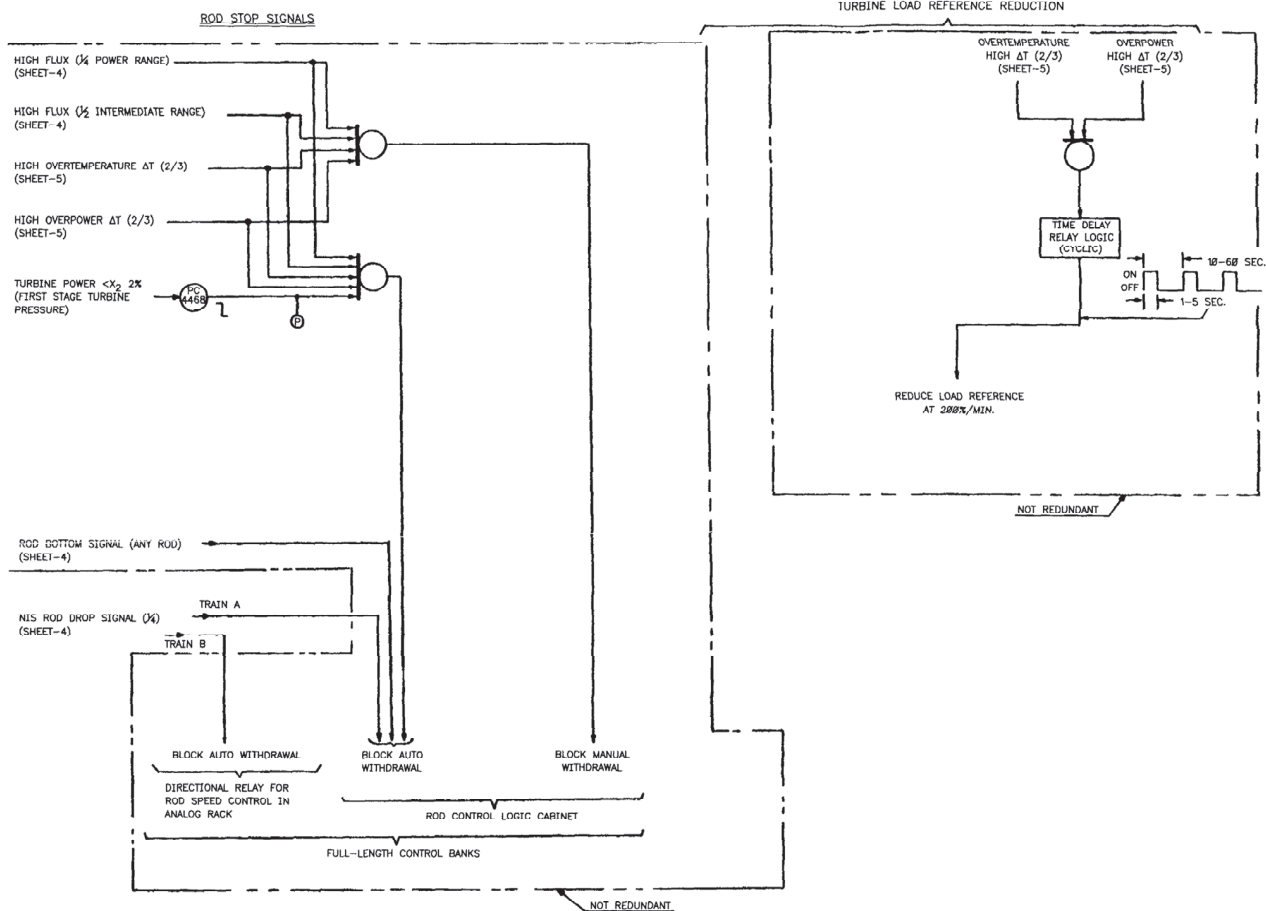 ROD STOP SIGNALS
HIGH FLUX (¼ POWER RANGE)
(SHEET-4)
HIGH FLUX (½ INTERMEDIATE RANGE)
(SHEET-4)
HIGH OVERTEMPERATURE ΔT (2/3)
(SHEET-5)
HIGH OVERPOWER ΔT (2/3)
(SHEET-5)
TURBINE POWER <X₂ 2%
(FIRST STAGE TURBINE
PRESSURE)
PC
446B
P
ROD BOTTOM SIGNAL (ANY ROD)
(SHEET-4)
NIS ROD DROP SIGNAL (¼)
(SHEET-4)
TRAIN A
TRAIN B
BLOCK AUTO WITHDRAWAL
BLOCK AUTO
WITHDRAWAL
BLOCK MANUAL
WITHDRAWAL
DIRECTIONAL RELAY FOR
ROD SPEED CONTROL IN
ANALOG RACK
ROD CONTROL LOGIC CABINET
FULL-LENGTH CONTROL BANKS
NOT REDUNDANT
TURBINE LOAD REFERENCE REDUCTION
OVERTEMPERATURE
HIGH ΔT (2/3)
(SHEET-5)
OVERPOWER
HIGH ΔT (2/3)
(SHEET-5)
TIME DELAY
RELAY LOGIC
(CYCLIC)
10-60 SEC.
ON
OFF
1-5 SEC.
REDUCE LOAD REFERENCE
AT 200%/MIN.
NOT REDUNDANT